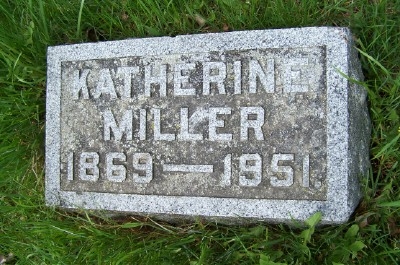 KATHERINE
MILLER
1869 — 1951.